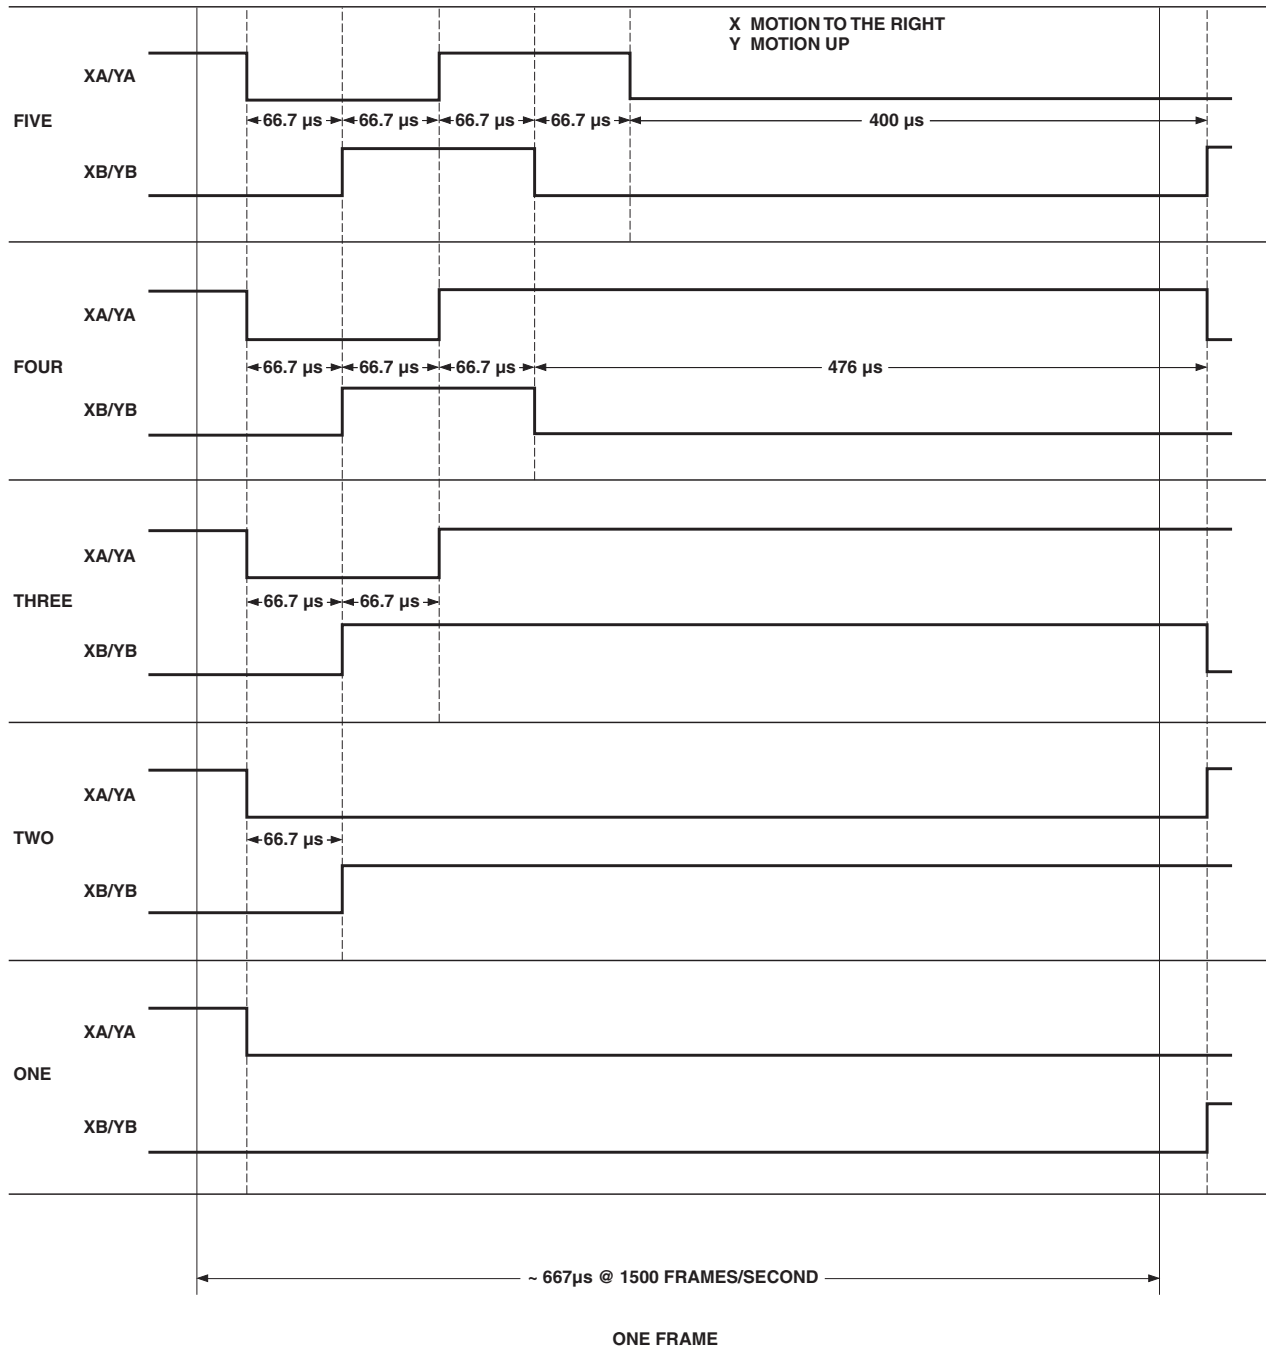 X MOTION TO THE RIGHT
Y MOTION UP
XA/YA
FIVE
66.7 µs 66.7 µs 66.7 µs 66.7 µs 400 µs
XB/YB
XA/YA
FOUR
66.7 µs 66.7 µs 66.7 µs 476 µs
XB/YB
XA/YA
THREE
66.7 µs 66.7 µs
XB/YB
XA/YA
TWO
66.7 µs
XB/YB
XA/YA
ONE
XB/YB
~ 667µs @ 1500 FRAMES/SECOND
ONE FRAME